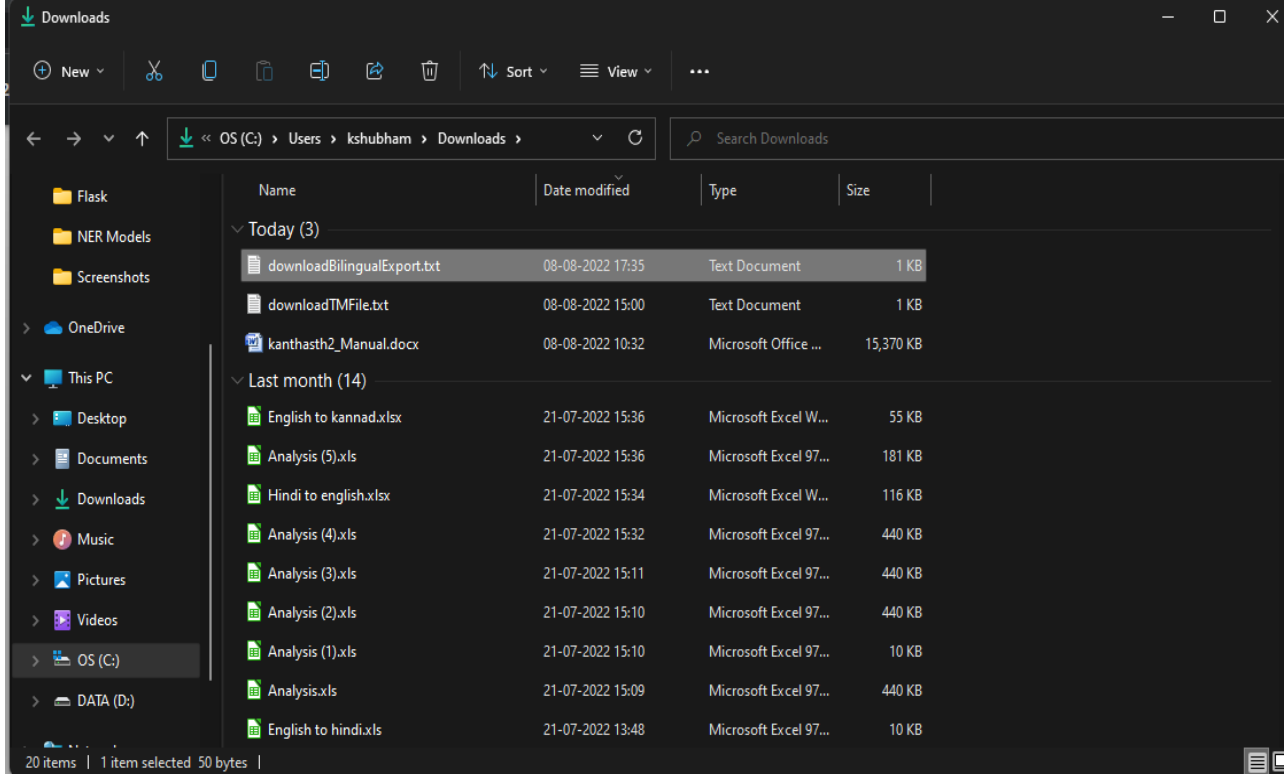 Downloads
New
Sort
View
OS (C:) › Users › kshubham › Downloads ›
Search Downloads
Flask
NER Models
Screenshots
OneDrive
This PC
Desktop
Documents
Downloads
Music
Pictures
Videos
OS (C:)
DATA (D:)
Name Date modified Type Size
Today (3)
downloadBilingualExport.txt 08-08-2022 17:35 Text Document 1 KB
downloadTMFile.txt 08-08-2022 15:00 Text Document 1 KB
kanthasth2_Manual.docx 08-08-2022 10:32 Microsoft Office ... 15,370 KB
Last month (14)
English to kannad.xlsx 21-07-2022 15:36 Microsoft Excel W... 55 KB
Analysis (5).xls 21-07-2022 15:36 Microsoft Excel 97... 181 KB
Hindi to english.xlsx 21-07-2022 15:34 Microsoft Excel W... 116 KB
Analysis (4).xls 21-07-2022 15:32 Microsoft Excel 97... 440 KB
Analysis (3).xls 21-07-2022 15:11 Microsoft Excel 97... 440 KB
Analysis (2).xls 21-07-2022 15:10 Microsoft Excel 97... 440 KB
Analysis (1).xls 21-07-2022 15:10 Microsoft Excel 97... 10 KB
Analysis.xls 21-07-2022 15:09 Microsoft Excel 97... 440 KB
English to hindi.xls 21-07-2022 13:48 Microsoft Excel 97... 10 KB
20 items | 1 item selected 50 bytes |